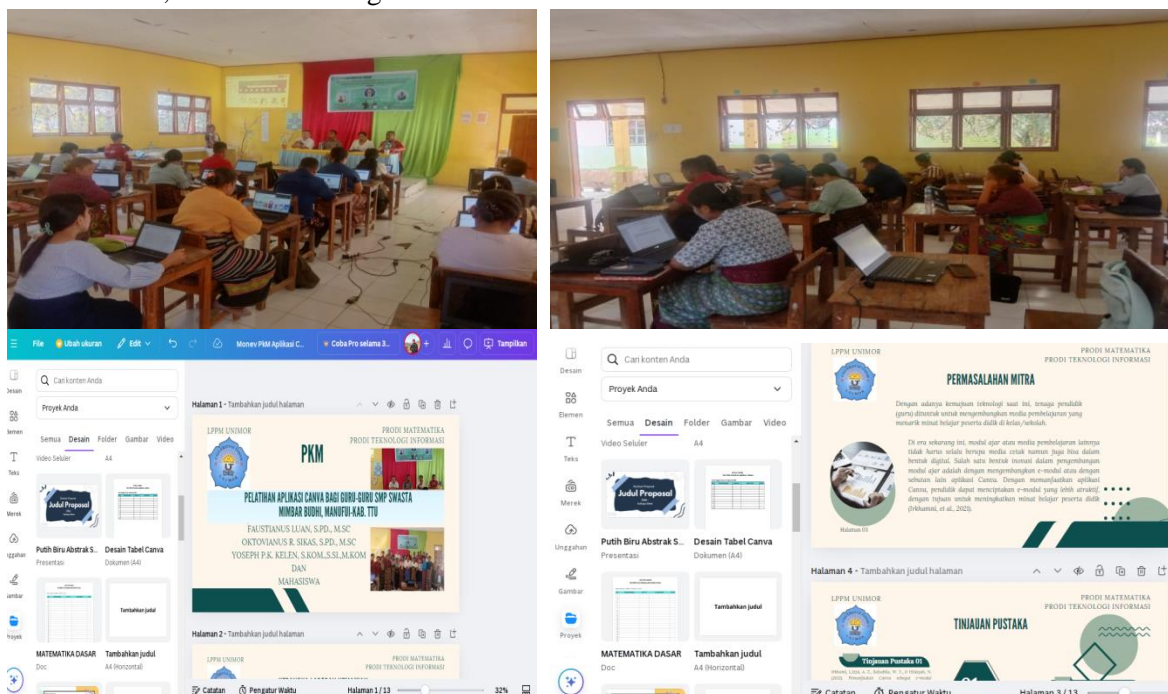 File Ubah ukuran Edit Monev PkM Aplikasi C... Coba Pro selama 3.. Tampilkan
Desain
Cari konten Anda
Proyek Anda
Semua Desain Folder Gambar Video
Teks
Video Seluler A4
Merek
Judul Proposal
Putih Biru Abstrak S... Desain Tabel Canva
Presentasi Dokumen (A4)
Tambahkan judul
MATEMATIKA DASAR Tambahkan judul
Doc A4 (Horizontal)
Halaman 1 - Tambahkan judul halaman
LPPM UNIMOR PRODI MATEMATIKA
PRODI TEKNOLOGI INFORMASI
PKM
PELATIHAN APLIKASI CANVA BAGI GURU-GURU SMP SWASTA
MIMBAR BUDHI, MANUFUI-KAB. TTU
FAUSTIANUS LUAN, S.PD., M.SC
OKTOVIANUS R. SIKAS, S.PD., M.SC
YOSEPH P.K. KELEN, S.KOM.,S.SI.,M.KOM
DAN
MAHASISWA
Halaman 2 - Tambahkan judul halaman
LPPM UNIMOR PRODI MATEMATIKA
PRODI TEKNOLOGI INFORMASI
Catatan Pengatur Waktu Halaman 1 / 13 32%
Desain
Elemen
Teks
Merek
Unggahan
Gambar
Proyek
Cari konten Anda
Proyek Anda
Semua Desain Folder Gambar Video
Video Seluler A4
Judul Proposal
Putih Biru Abstrak S... Desain Tabel Canva
Presentasi Dokumen (A4)
Tambahkan judul
MATEMATIKA DASAR Tambahkan judul
Doc A4 (Horizontal)
LPPM UNIMOR PRODI MATEMATIKA
PRODI TEKNOLOGI INFORMASI
PERMASALAHAN MITRA
Dengan adanya kemajuan teknologi saat ini, tenaga pendidik
(guru) dituntut untuk mengembangkan media pembelajaran yang
menarik minat belajar peserta didik di kelas/sekolah.
Di era sekarang ini, modul ajar atau media pembelajaran lainnya
tidak harus selalu berupa media cetak namun juga bisa dalam
bentuk digital. Salah satu bentuk inovasi dalam pengembangan
modul ajar adalah dengan mengembangkan e-modul atau dengan
sebutan lain aplikasi Canva. Dengan memanfaatkan aplikasi
Canva, pendidik dapat menciptakan e-modul yang lebih atraktif,
dengan tujuan untuk meningkatkan minat belajar peserta didik
Halaman 03
Halaman 4 - Tambahkan judul halaman
LPPM UNIMOR PRODI MATEMATIKA
PRODI TEKNOLOGI INFORMASI
TINJAUAN PUSTAKA
Tinjauan Pustaka 01
01
Catatan Pengatur Waktu Halaman 3 / 13